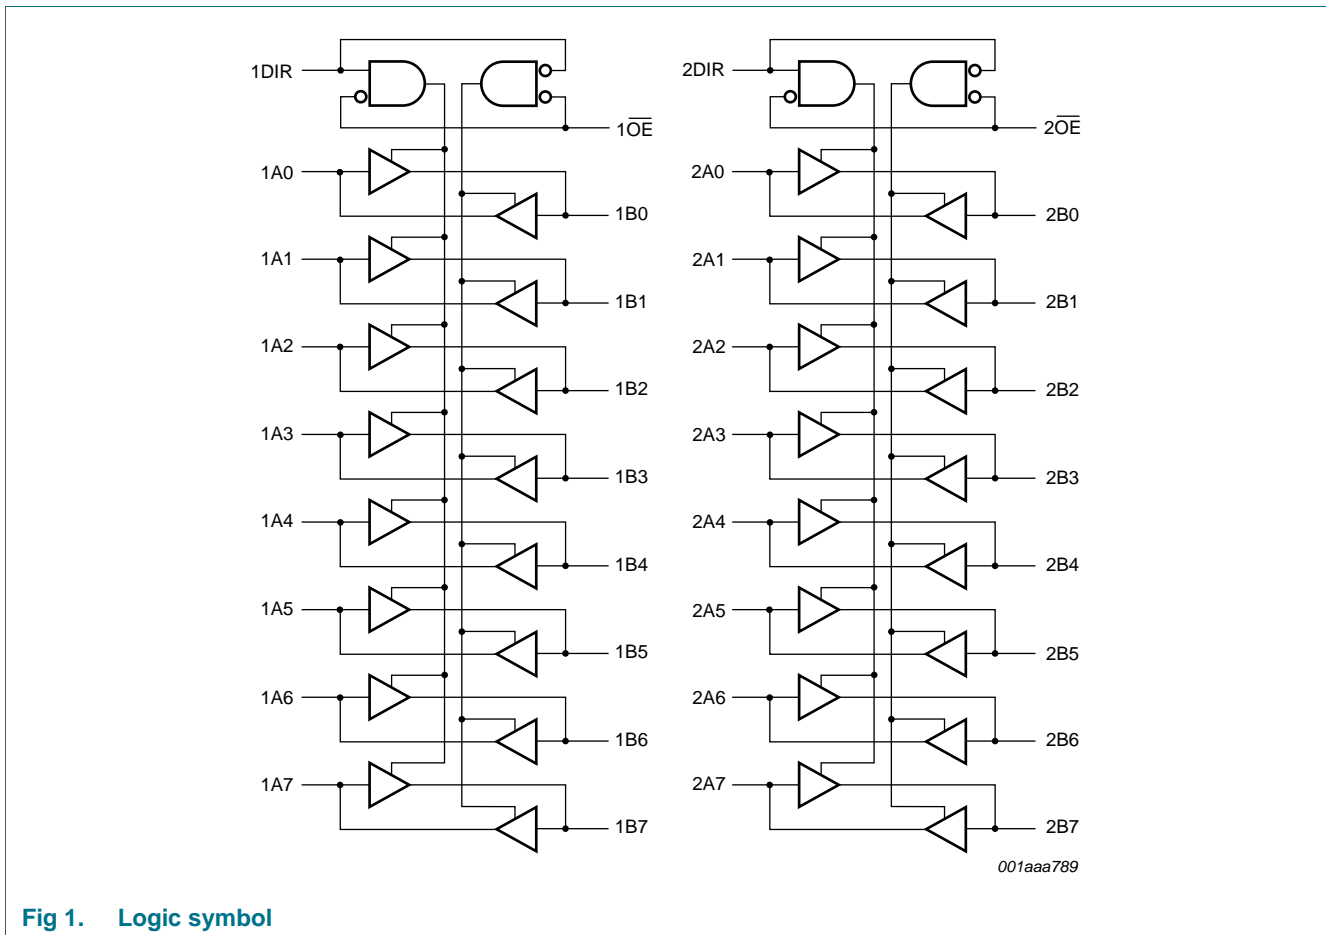 1DIR
2DIR
1OE
2OE
1A0
2A0
1B0
2B0
1A1
2A1
1B1
2B1
1A2
2A2
1B2
2B2
1A3
2A3
1B3
2B3
1A4
2A4
1B4
2B4
1A5
2A5
1B5
2B5
1A6
2A6
1B6
2B6
1A7
2A7
1B7
2B7
001aaa789
Fig 1. Logic symbol